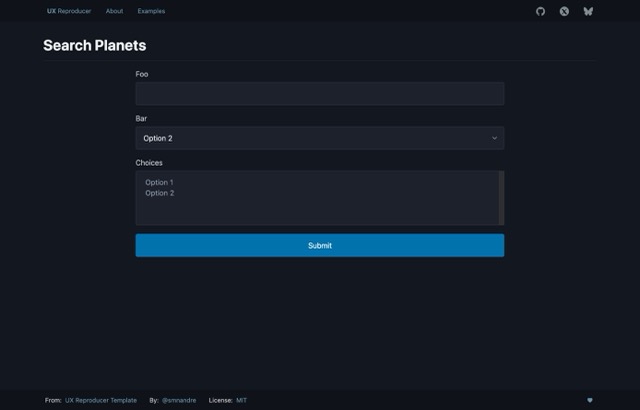 UX Reproducer About Examples
Search Planets
Foo
Bar
Option 2
Choices
Option 1
Option 2
Submit
From: UX Reproducer Template By: @smnandre License: MIT